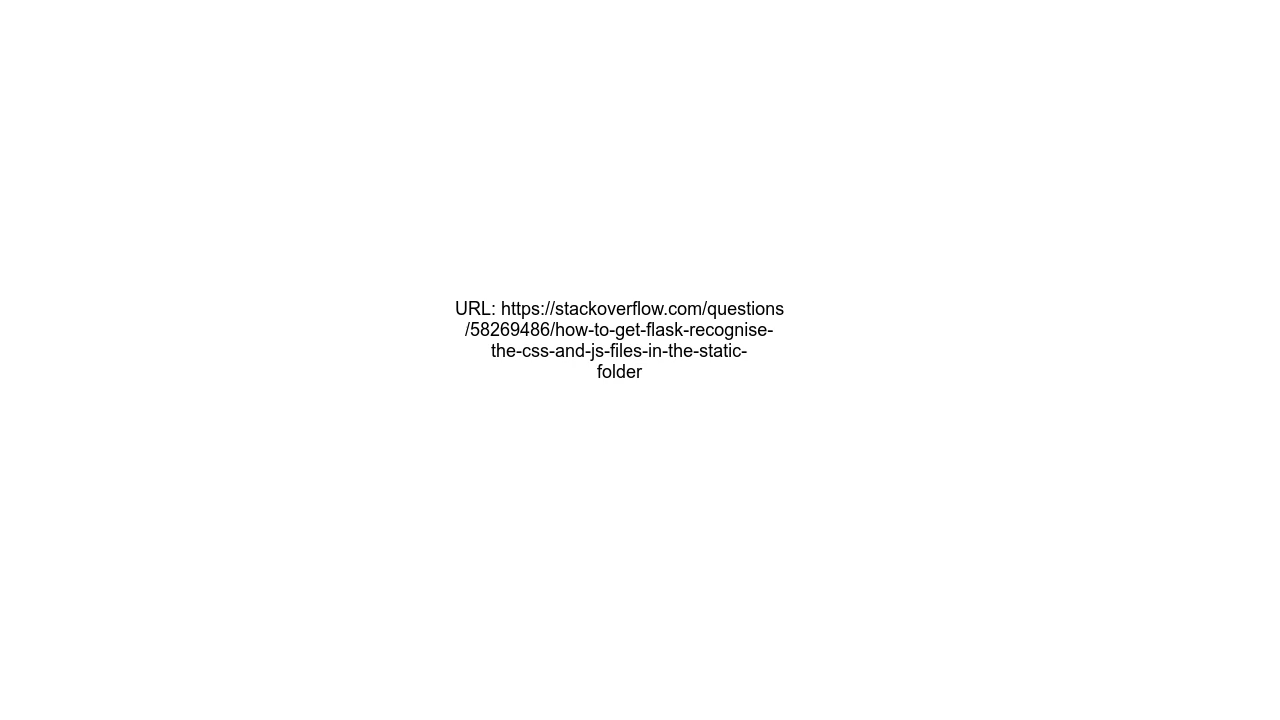 URL: https://stackoverflow.com/questions
/58269486/how-to-get-flask-recognise-
the-css-and-js-files-in-the-static-
folder